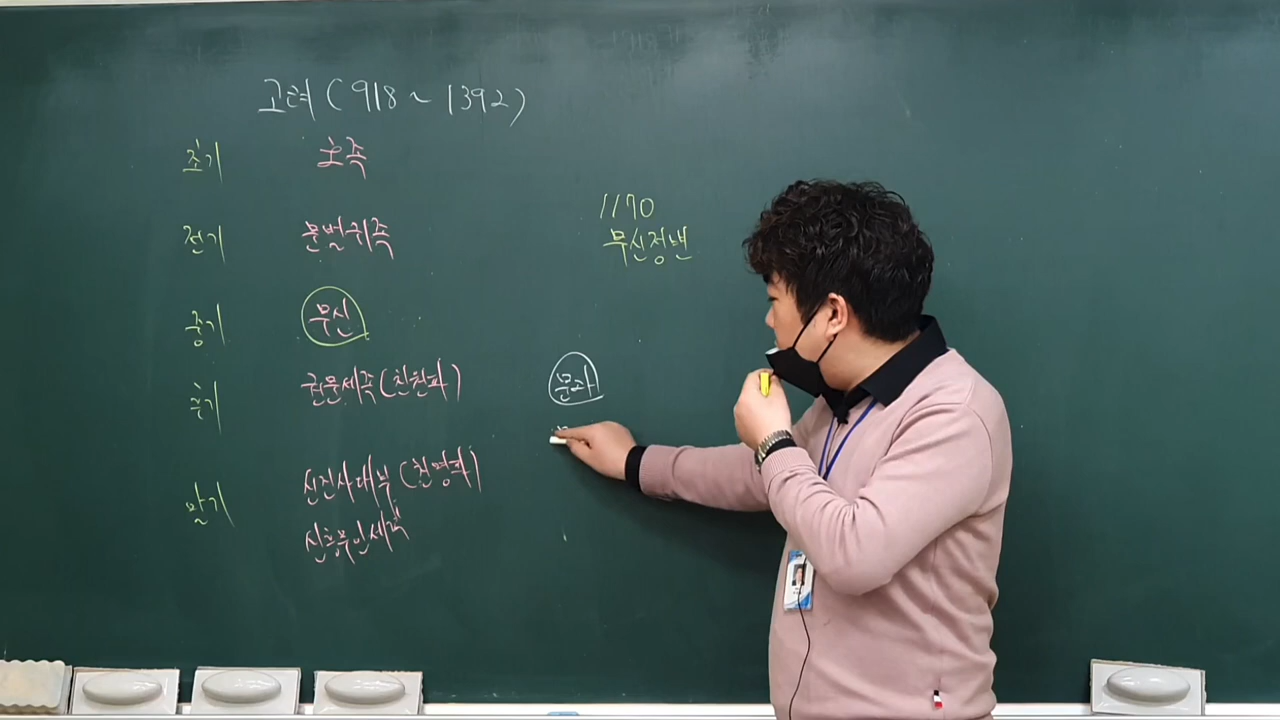 고려 (918 ~ 1392)
초기 호족
전기 문벌귀족
중기 무신
후기 권문세족 (친원파)
말기 신진사대부 (친명파)
신흥무인세력
1170
무신정변
문과